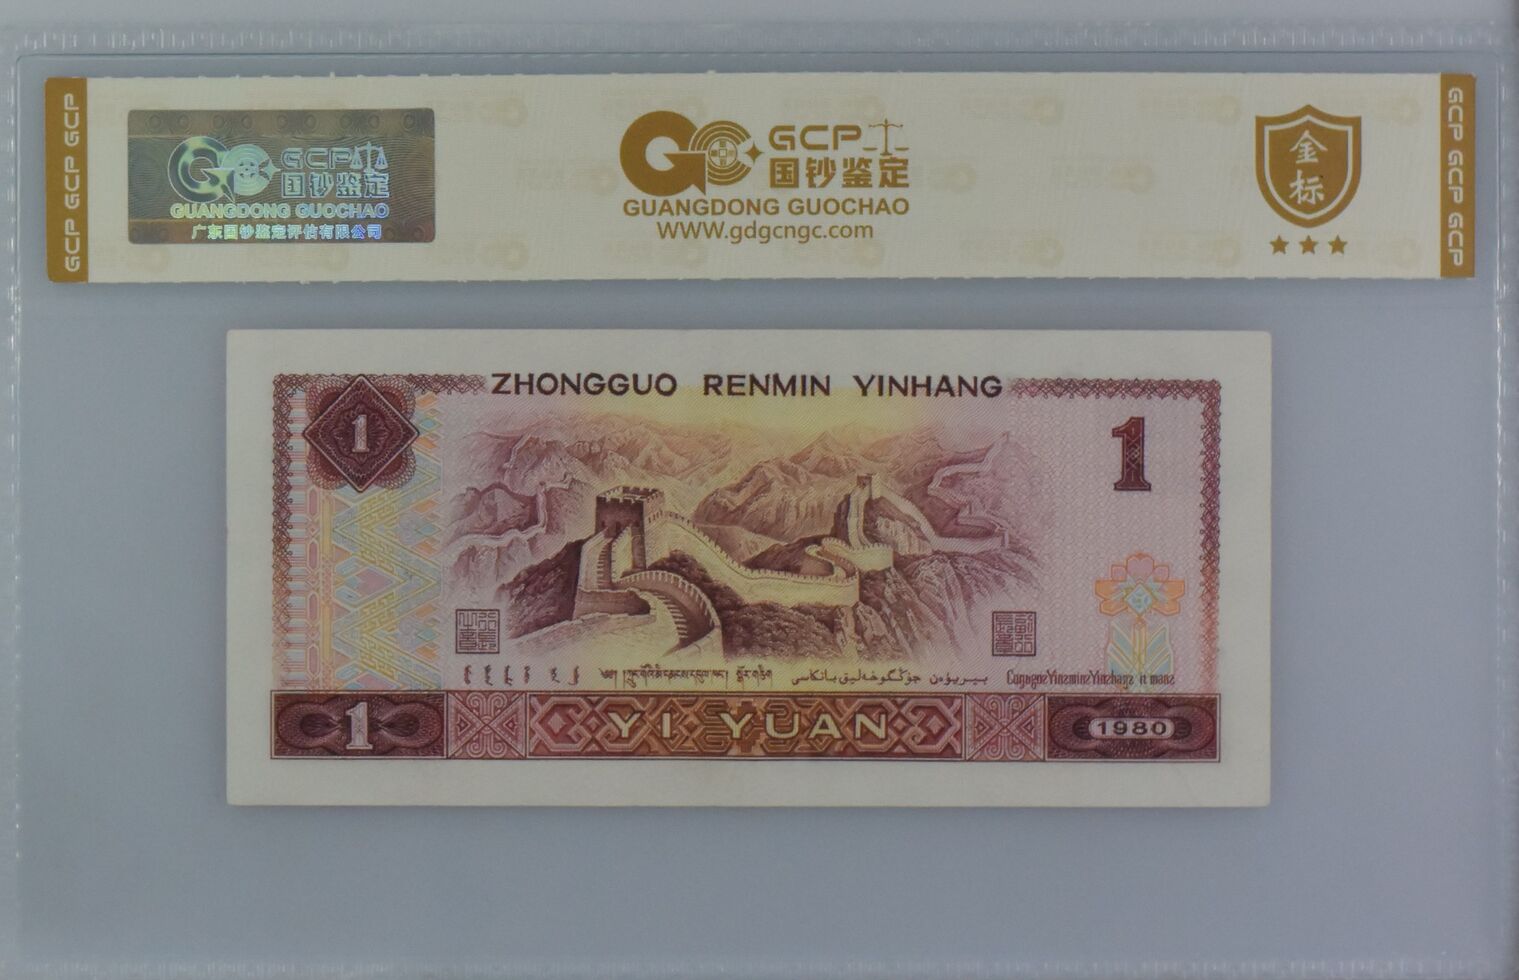 GCP GCP GCP
GCP
国钞鉴定
GUANGDONG GUOCHAO
广东国钞鉴定评估有限公司
GCP
国钞鉴定
GUANGDONG GUOCHAO
WWW.gdgcngc.com
金标
GCP GCP GCP
ZHONGGUO RENMIN YINHANG
1
1
1
YI YUAN
1980